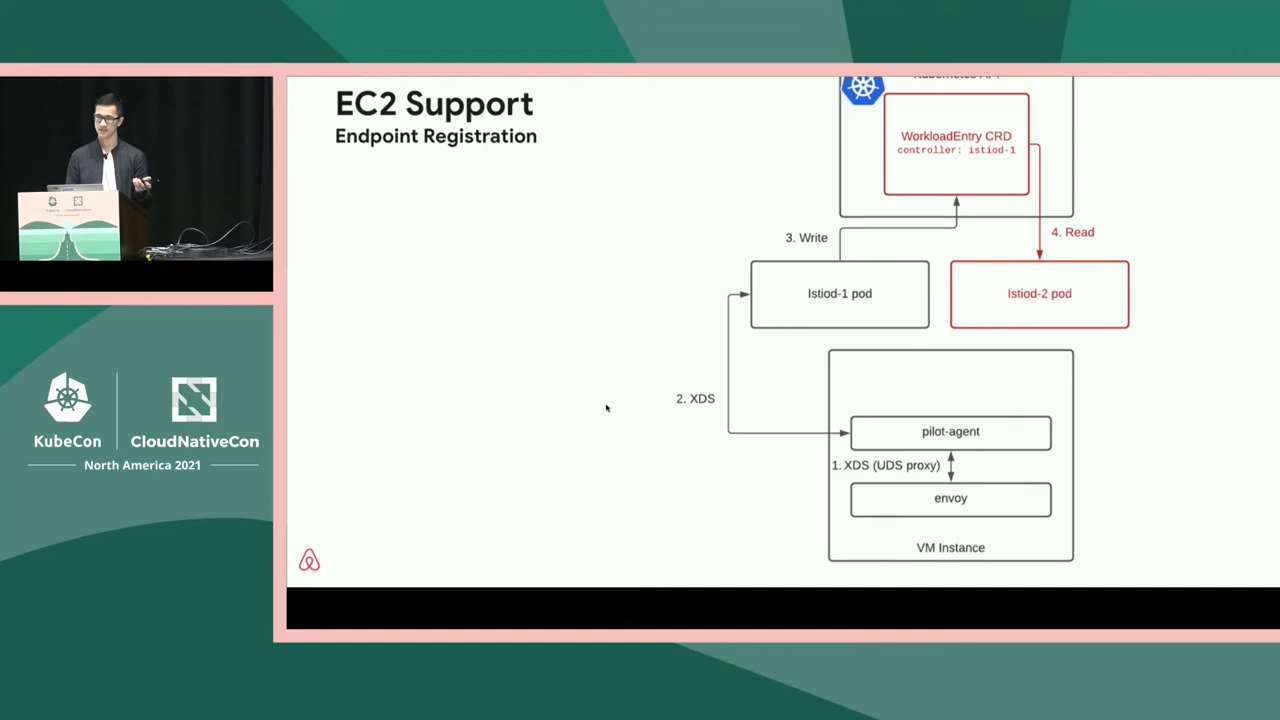 EC2 Support
Endpoint Registration
WorkloadEntry CRD
controller: istiod-1
3. Write
4. Read
Istiod-1 pod
Istiod-2 pod
2. XDS
pilot-agent
1. XDS (UDS proxy)
envoy
VM Instance
KubeCon
CloudNativeCon
North America 2021